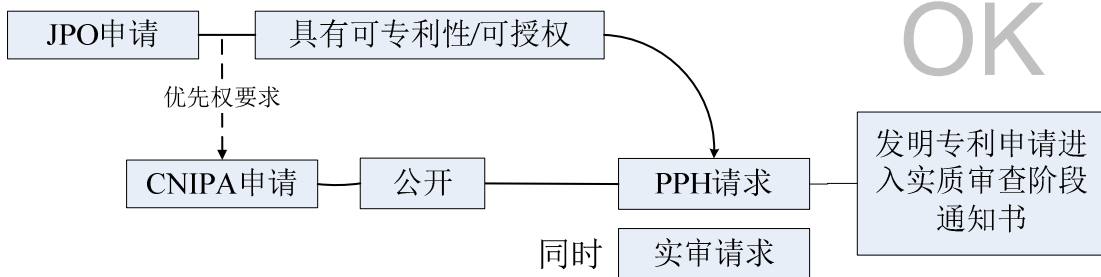 JPO申请
具有可专利性/可授权
OK
优先权要求
CNIPA申请
公开
PPH请求
发明专利申请进
入实质审查阶段
通知书
同时
实审请求